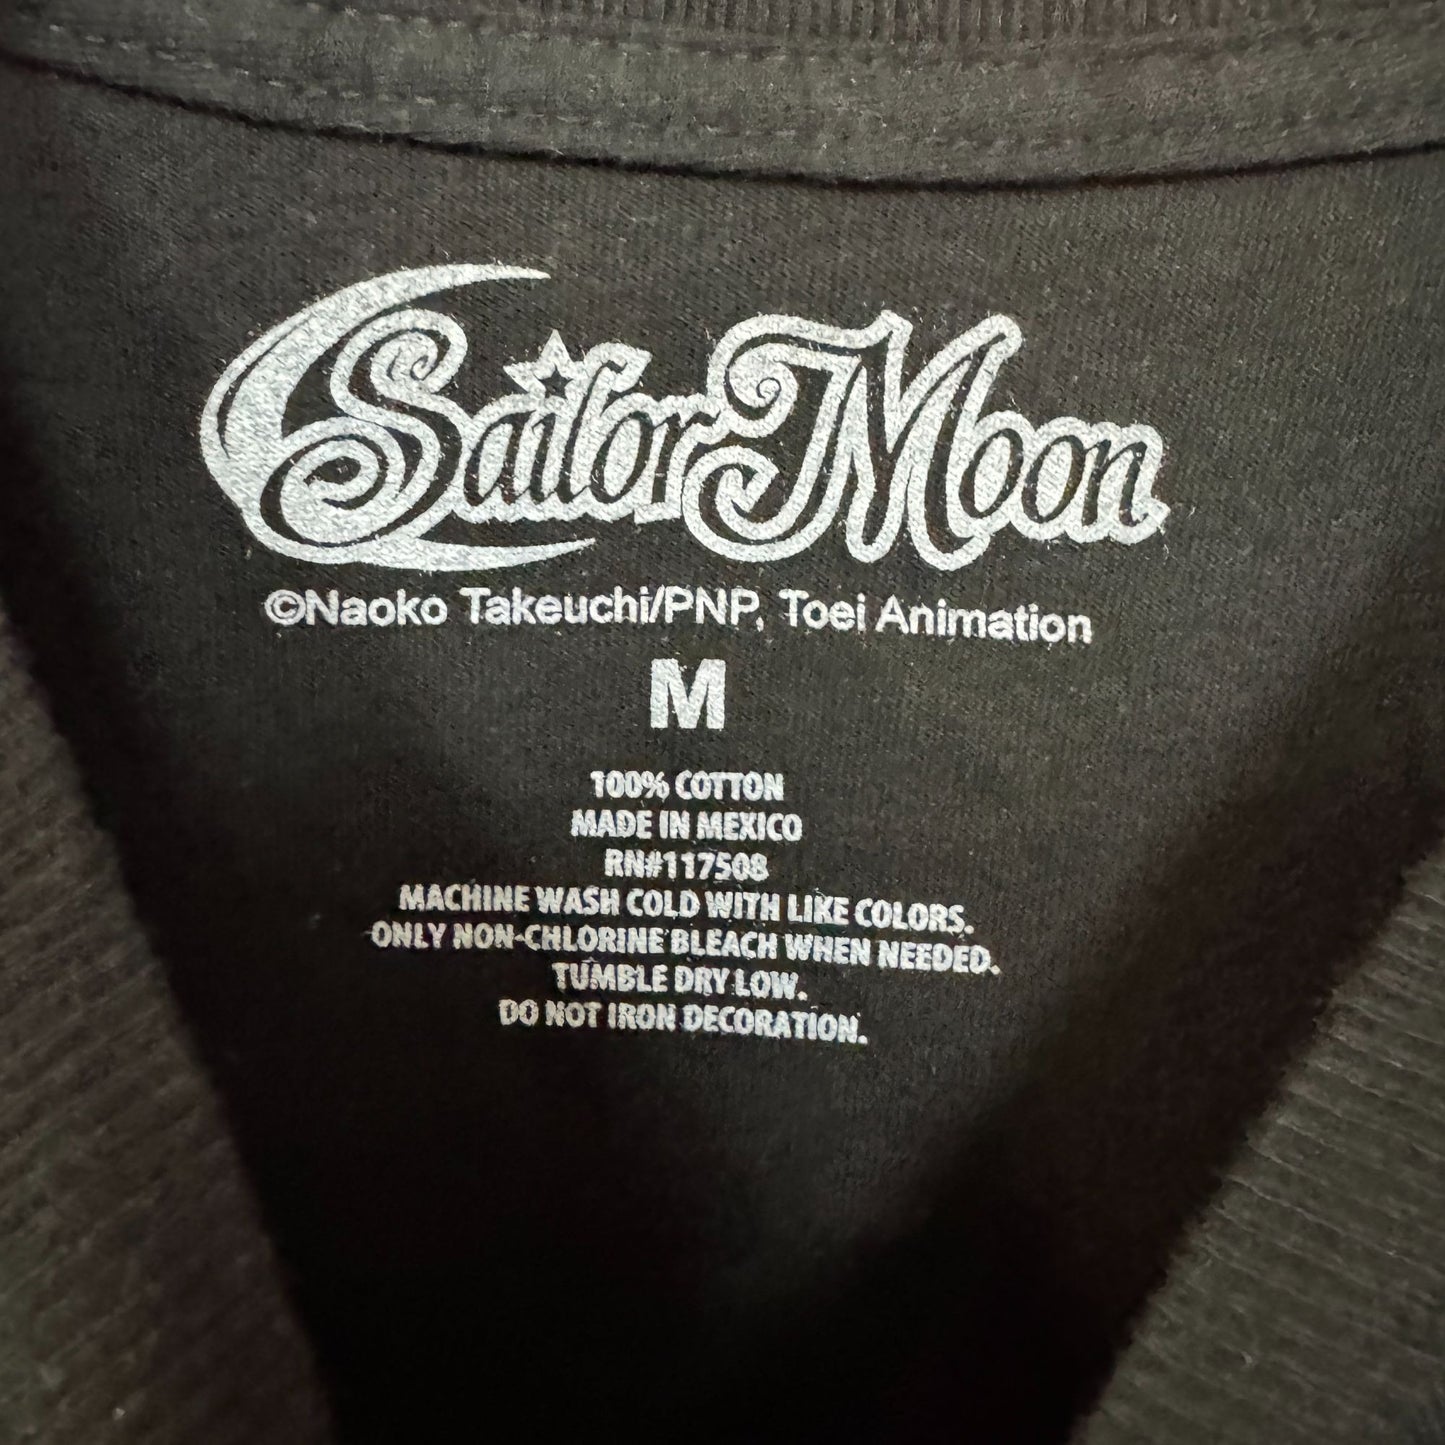 Sailor Moon
©Naoko Takeuchi/PNP, Toei Animation
M
100% COTTON
MADE IN MEXICO
RN#117508
MACHINE WASH COLD WITH LIKE COLORS.
ONLY NON-CHLORINE BLEACH WHEN NEEDED.
TUMBLE DRY LOW.
DO NOT IRON DECORATION.